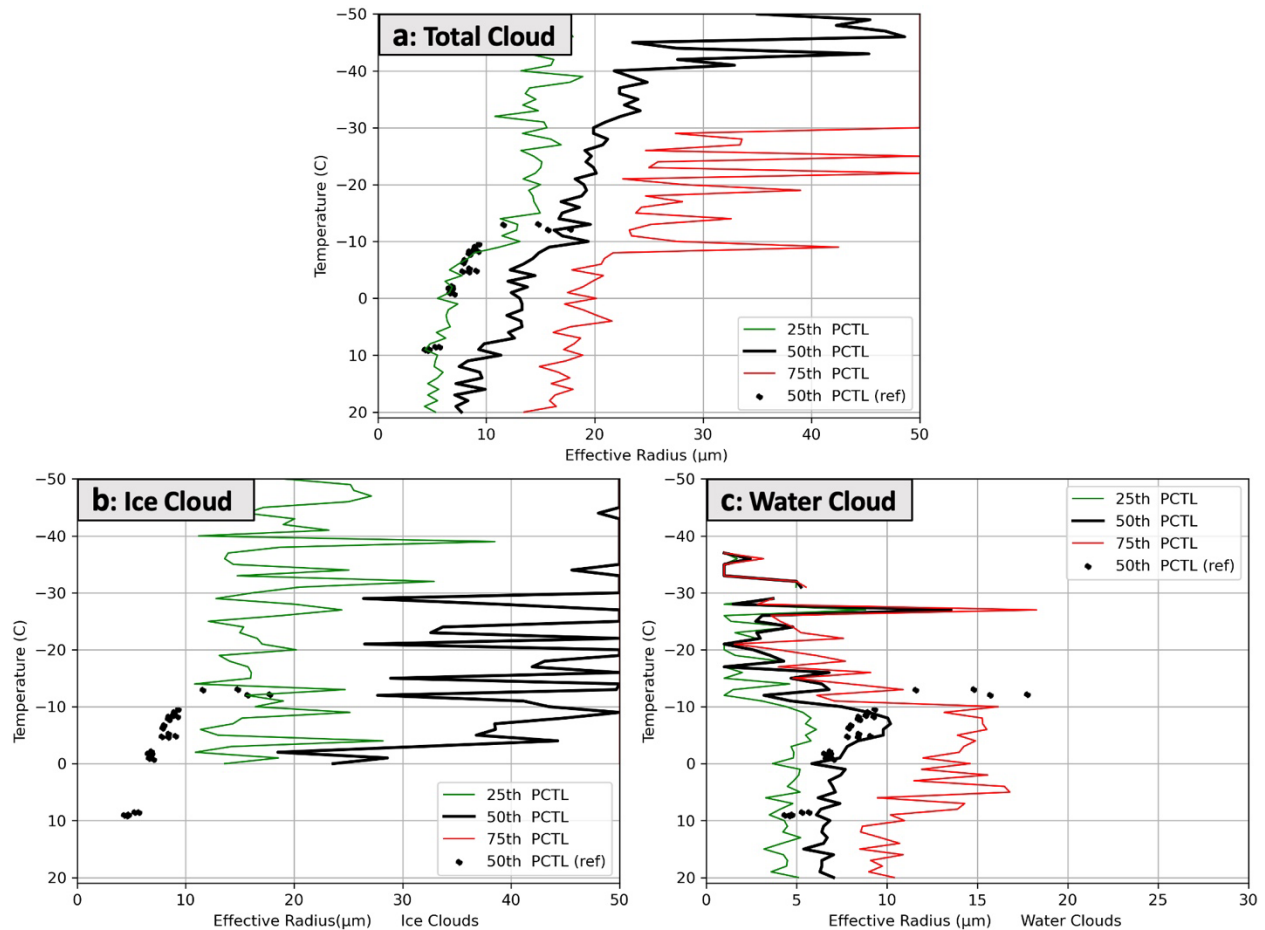 a: Total Cloud
−50
−40
−30
−20
−10
0
10
20
Temperature (C)
0 10 20 30 40 50
Effective Radius (μm)
25th PCTL
50th PCTL
75th PCTL
50th PCTL (ref)
b: Ice Cloud
−50
−40
−30
−20
−10
0
10
20
Temperature (C)
0 10 20 30 40 50
Effective Radius(μm) Ice Clouds
25th PCTL
50th PCTL
75th PCTL
50th PCTL (ref)
c: Water Cloud
−50
−40
−30
−20
−10
0
10
20
Temperature (C)
0 5 10 15 20 25 30
Effective Radius (μm) Water Clouds
25th PCTL
50th PCTL
75th PCTL
50th PCTL (ref)